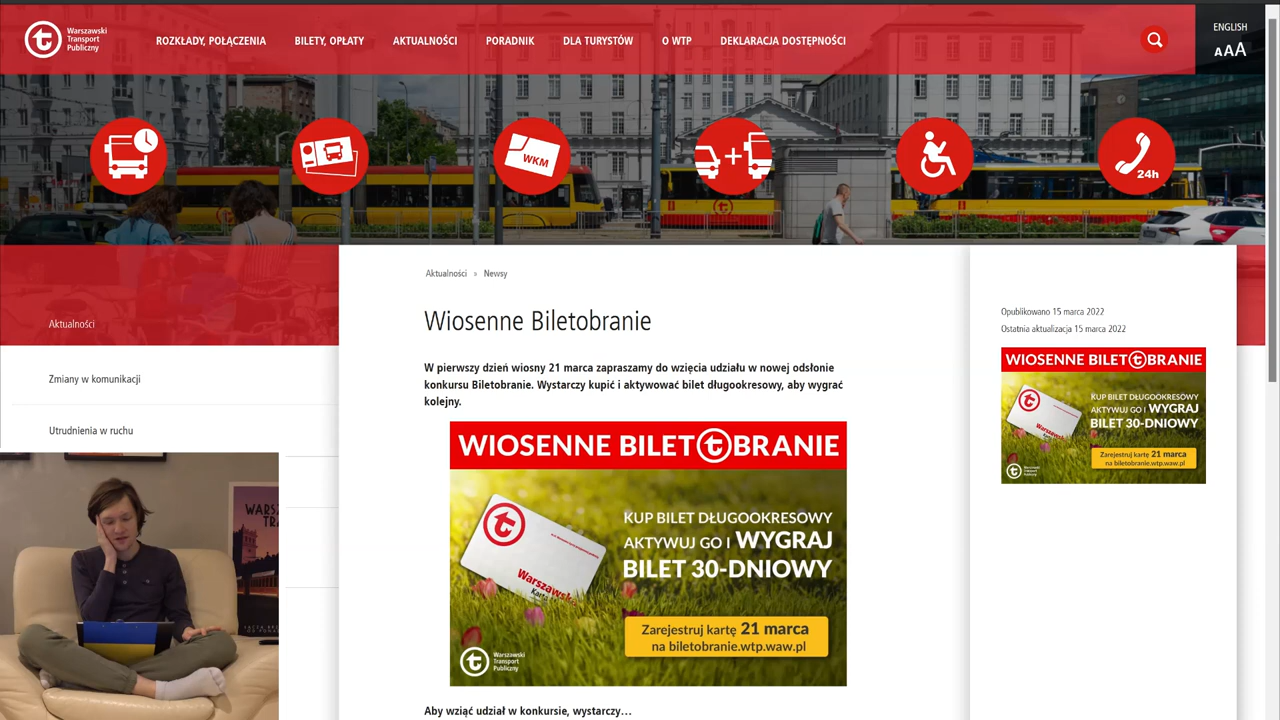 Warszawski
Transport
Publiczny
ROZKŁADY, POŁĄCZENIA
BILETY, OPŁATY
AKTUALNOŚCI
PORADNIK
DLA TURYSTÓW
O WTP
DEKLARACJA DOSTĘPNOŚCI
ENGLISH
AAA
WKM
24h
Aktualności
Zmiany w komunikacji
Utrudnienia w ruchu
Aktualności » Newsy
Wiosenne Biletobranie
W pierwszy dzień wiosny 21 marca zapraszamy do wzięcia udziału w nowej odsłonie
konkursu Biletobranie. Wystarczy kupić i aktywować bilet długookresowy, aby wygrać
kolejny.
WIOSENNE BILETOBRANIE
KUP BILET DŁUGOOKRESOWY
AKTYWUJ GO I WYGRAJ
BILET 30-DNIOWY
Warszawska
Zarejestruj kartę 21 marca
na biletobranie.wtp.waw.pl
Warszawski
Transport
Publiczny
Aby wziąć udział w konkursie, wystarczy…
Opublikowano 15 marca 2022
Ostatnia aktualizacja 15 marca 2022
WIOSENNE BILETOBRANIE
KUP BILET DŁUGOOKRESOWY
AKTYWUJ GO I WYGRAJ
BILET 30-DNIOWY
Warszawska
Zarejestruj kartę 21 marca
na biletobranie.wtp.waw.pl